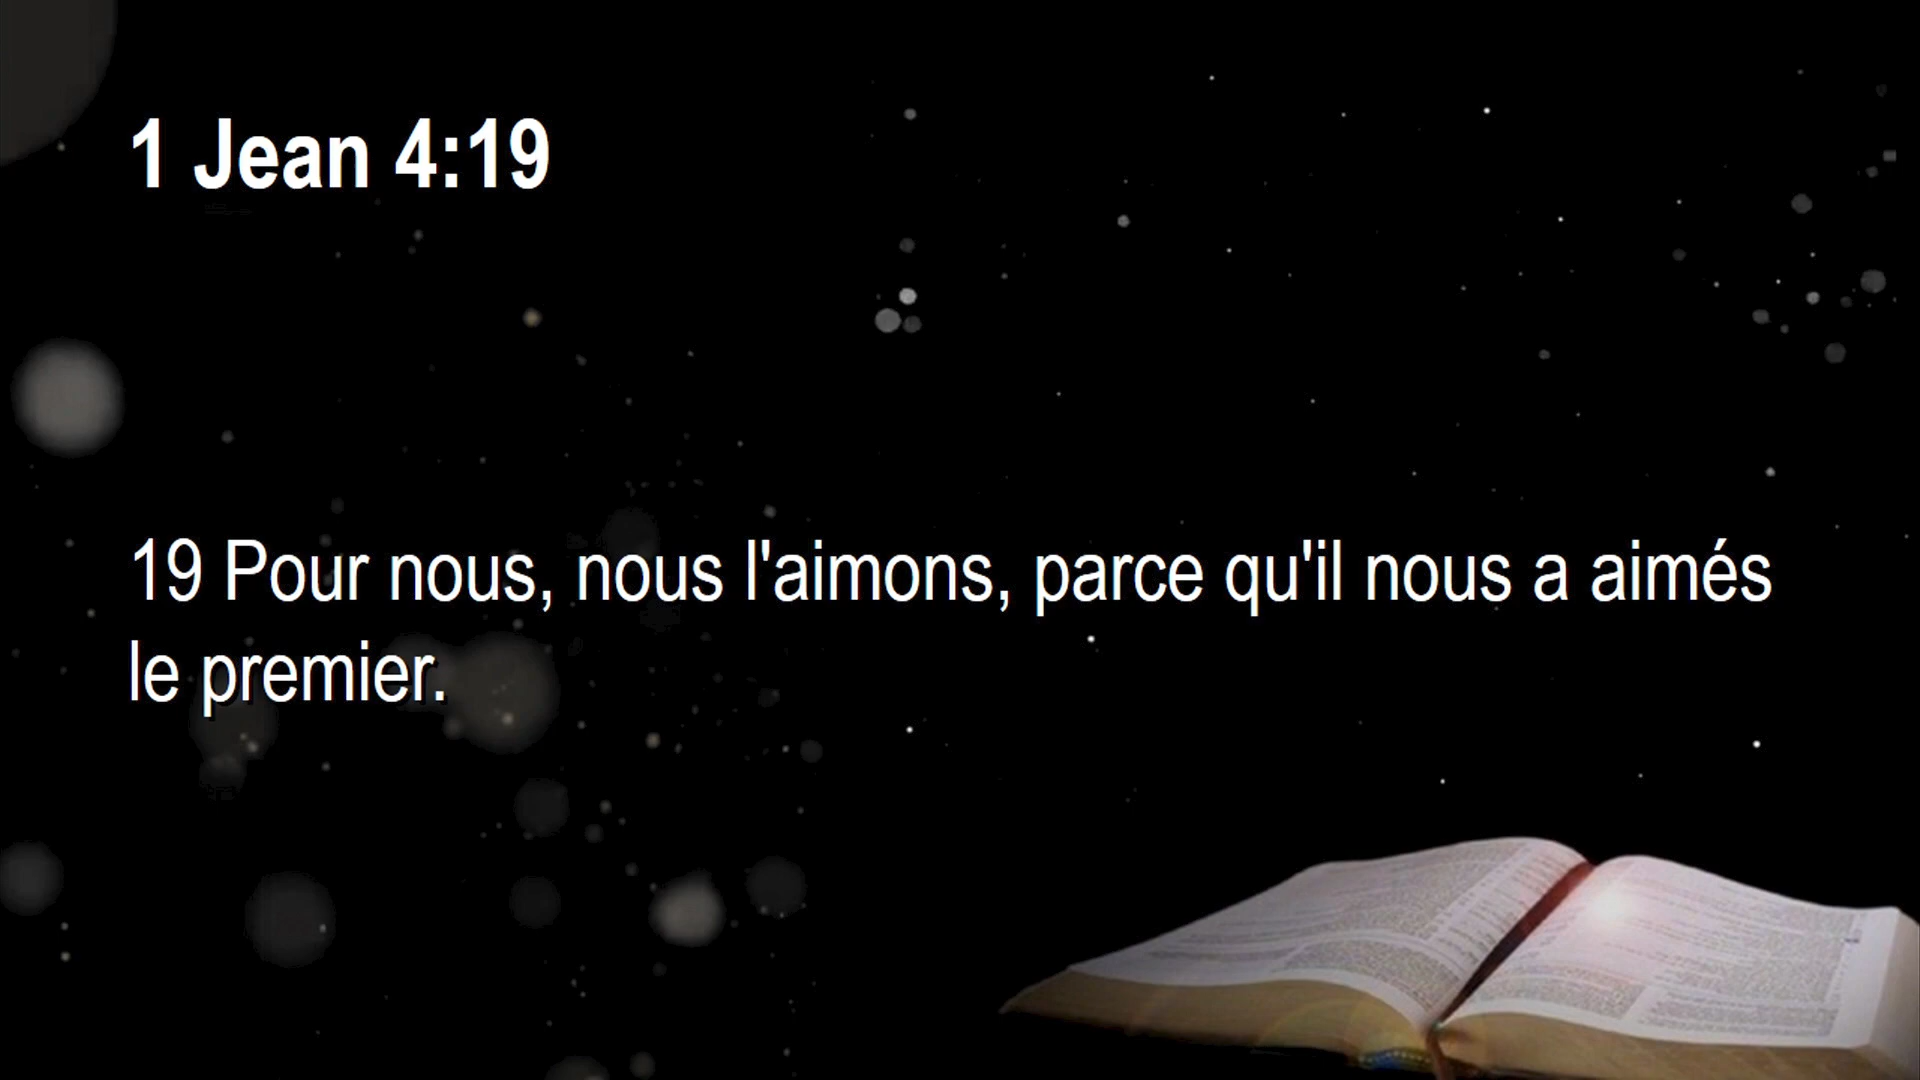 1 Jean 4:19
19 Pour nous, nous l'aimons, parce qu'il nous a aimés
le premier.